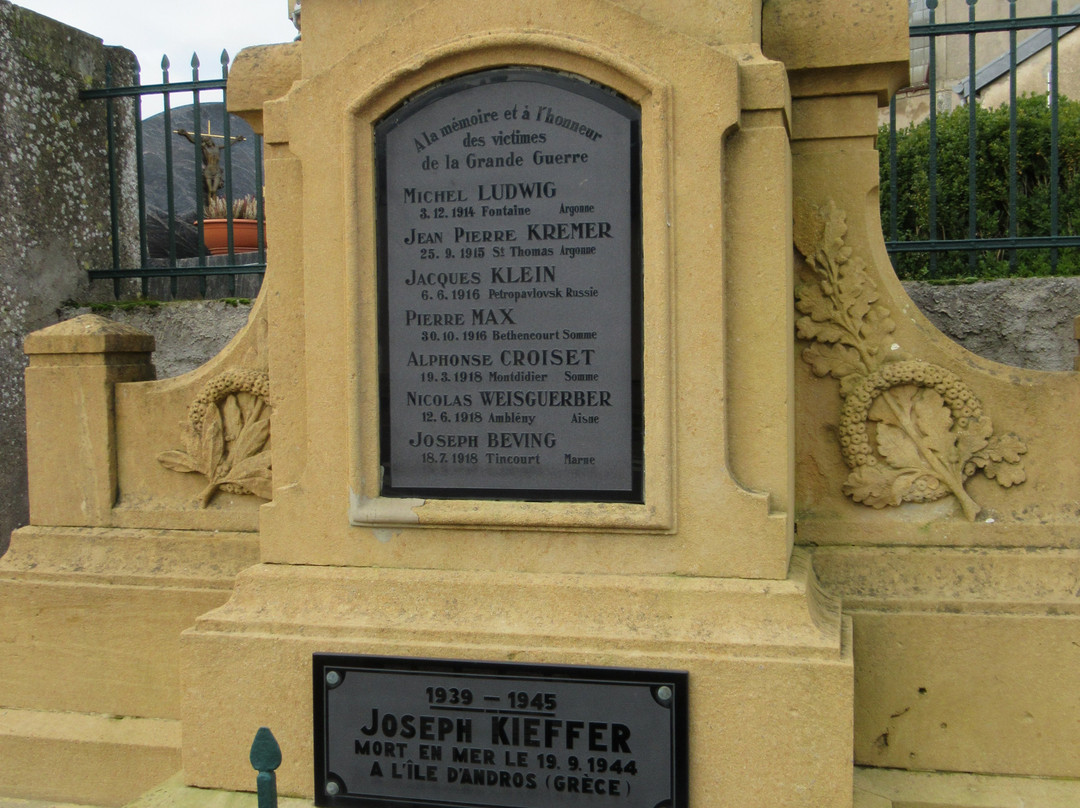 A la mémoire et à l'honneur
des victimes
de la Grande Guerre
MICHEL LUDWIG
3.12.1914 Fontaine Argonne
JEAN PIERRE KREMER
25.9.1915 St Thomas Argonne
JACQUES KLEIN
6.6.1916 Petropavlovsk Russie
PIERRE MAX
30.10.1916 Bethencourt Somme
ALPHONSE CROISET
19.3.1918 Montdidier Somme
NICOLAS WEISGUERBER
12.6.1918 Amblény Aisne
JOSEPH BEVING
18.7.1918 Tincourt Marne
1939 – 1945
JOSEPH KIEFFER
MORT EN MER LE 19.9.1944
A L'ÎLE D'ANDROS (GRÈCE)